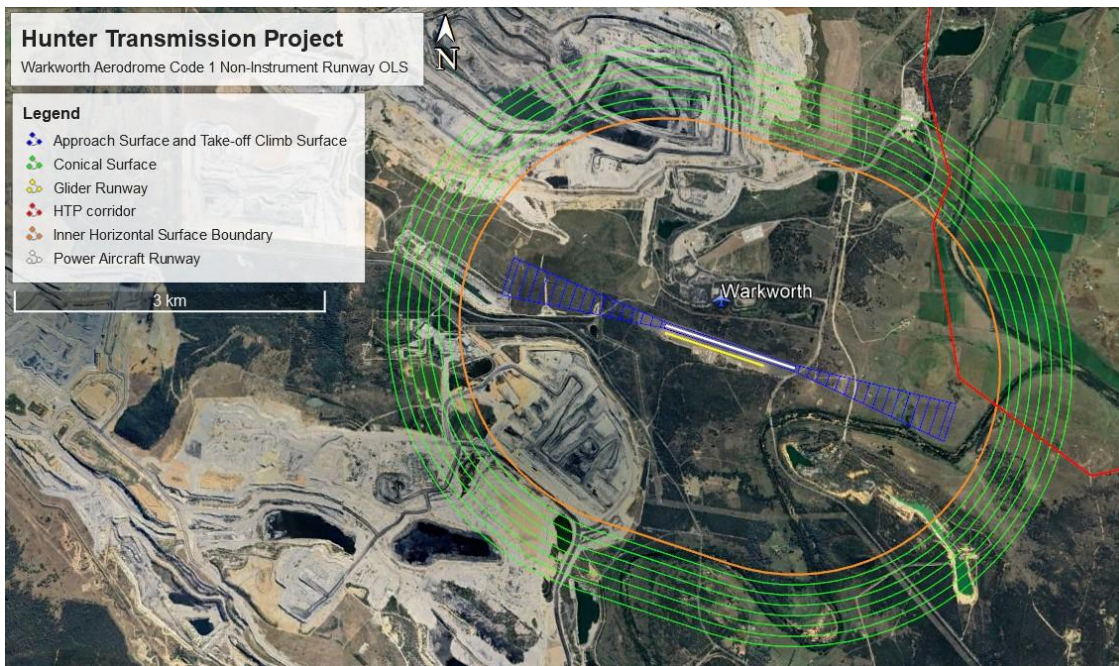 Hunter Transmission Project
Warkworth Aerodrome Code 1 Non-Instrument Runway OLS
N
Legend
Approach Surface and Take-off Climb Surface
Conical Surface
Glider Runway
HTP corridor
Inner Horizontal Surface Boundary
Power Aircraft Runway
3 km
Warkworth